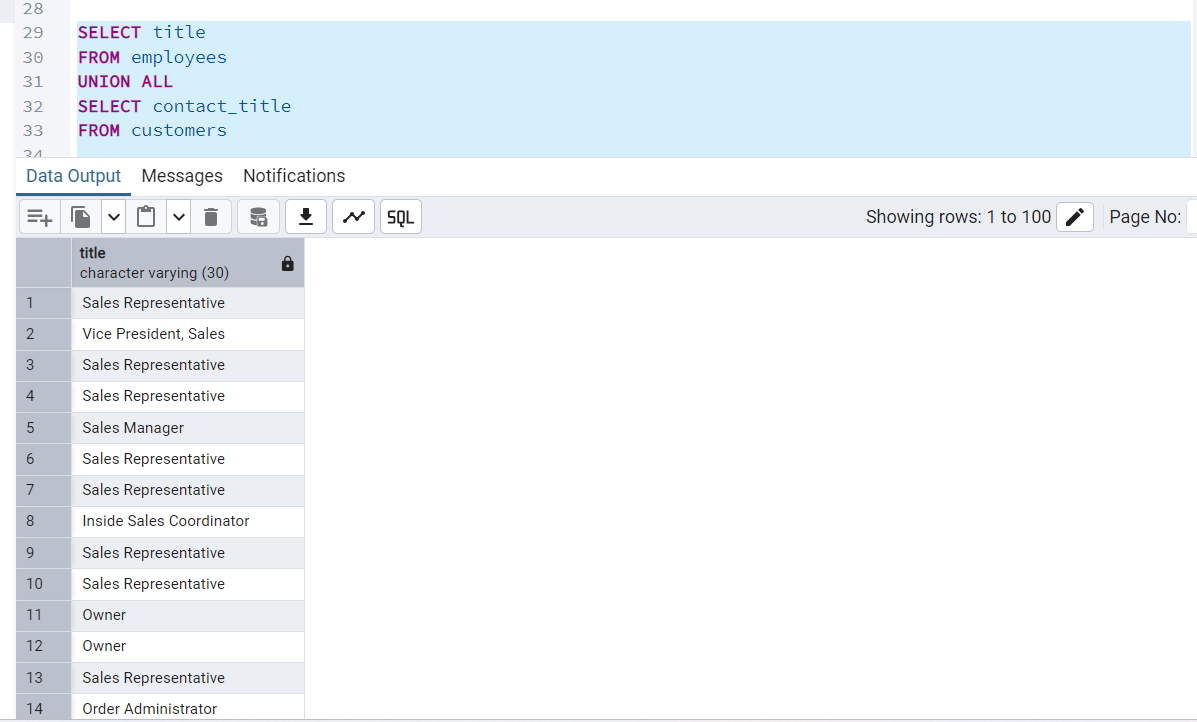 28
29 SELECT title
30 FROM employees
31 UNION ALL
32 SELECT contact_title
33 FROM customers
34
Data Output Messages Notifications
SQL Showing rows: 1 to 100 Page No:
title
character varying (30)
1 Sales Representative
2 Vice President, Sales
3 Sales Representative
4 Sales Representative
5 Sales Manager
6 Sales Representative
7 Sales Representative
8 Inside Sales Coordinator
9 Sales Representative
10 Sales Representative
11 Owner
12 Owner
13 Sales Representative
14 Order Administrator